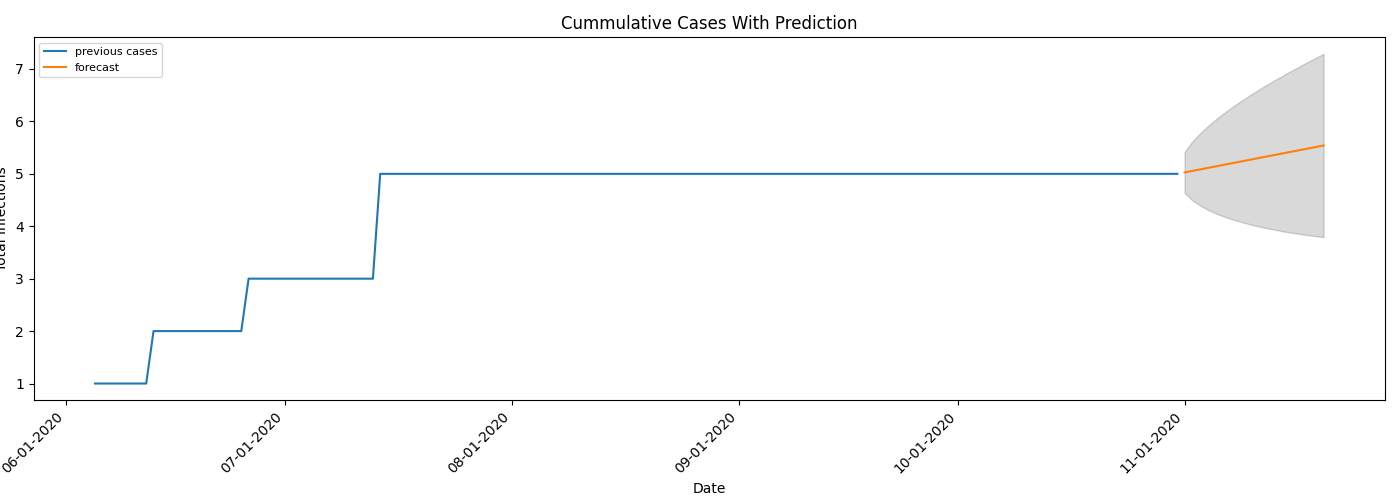 Cummulative Cases With Prediction
previous cases
forecast
7
6
5
4
3
2
1
Total Infections
06-01-2020
07-01-2020
08-01-2020
09-01-2020
10-01-2020
11-01-2020
Date